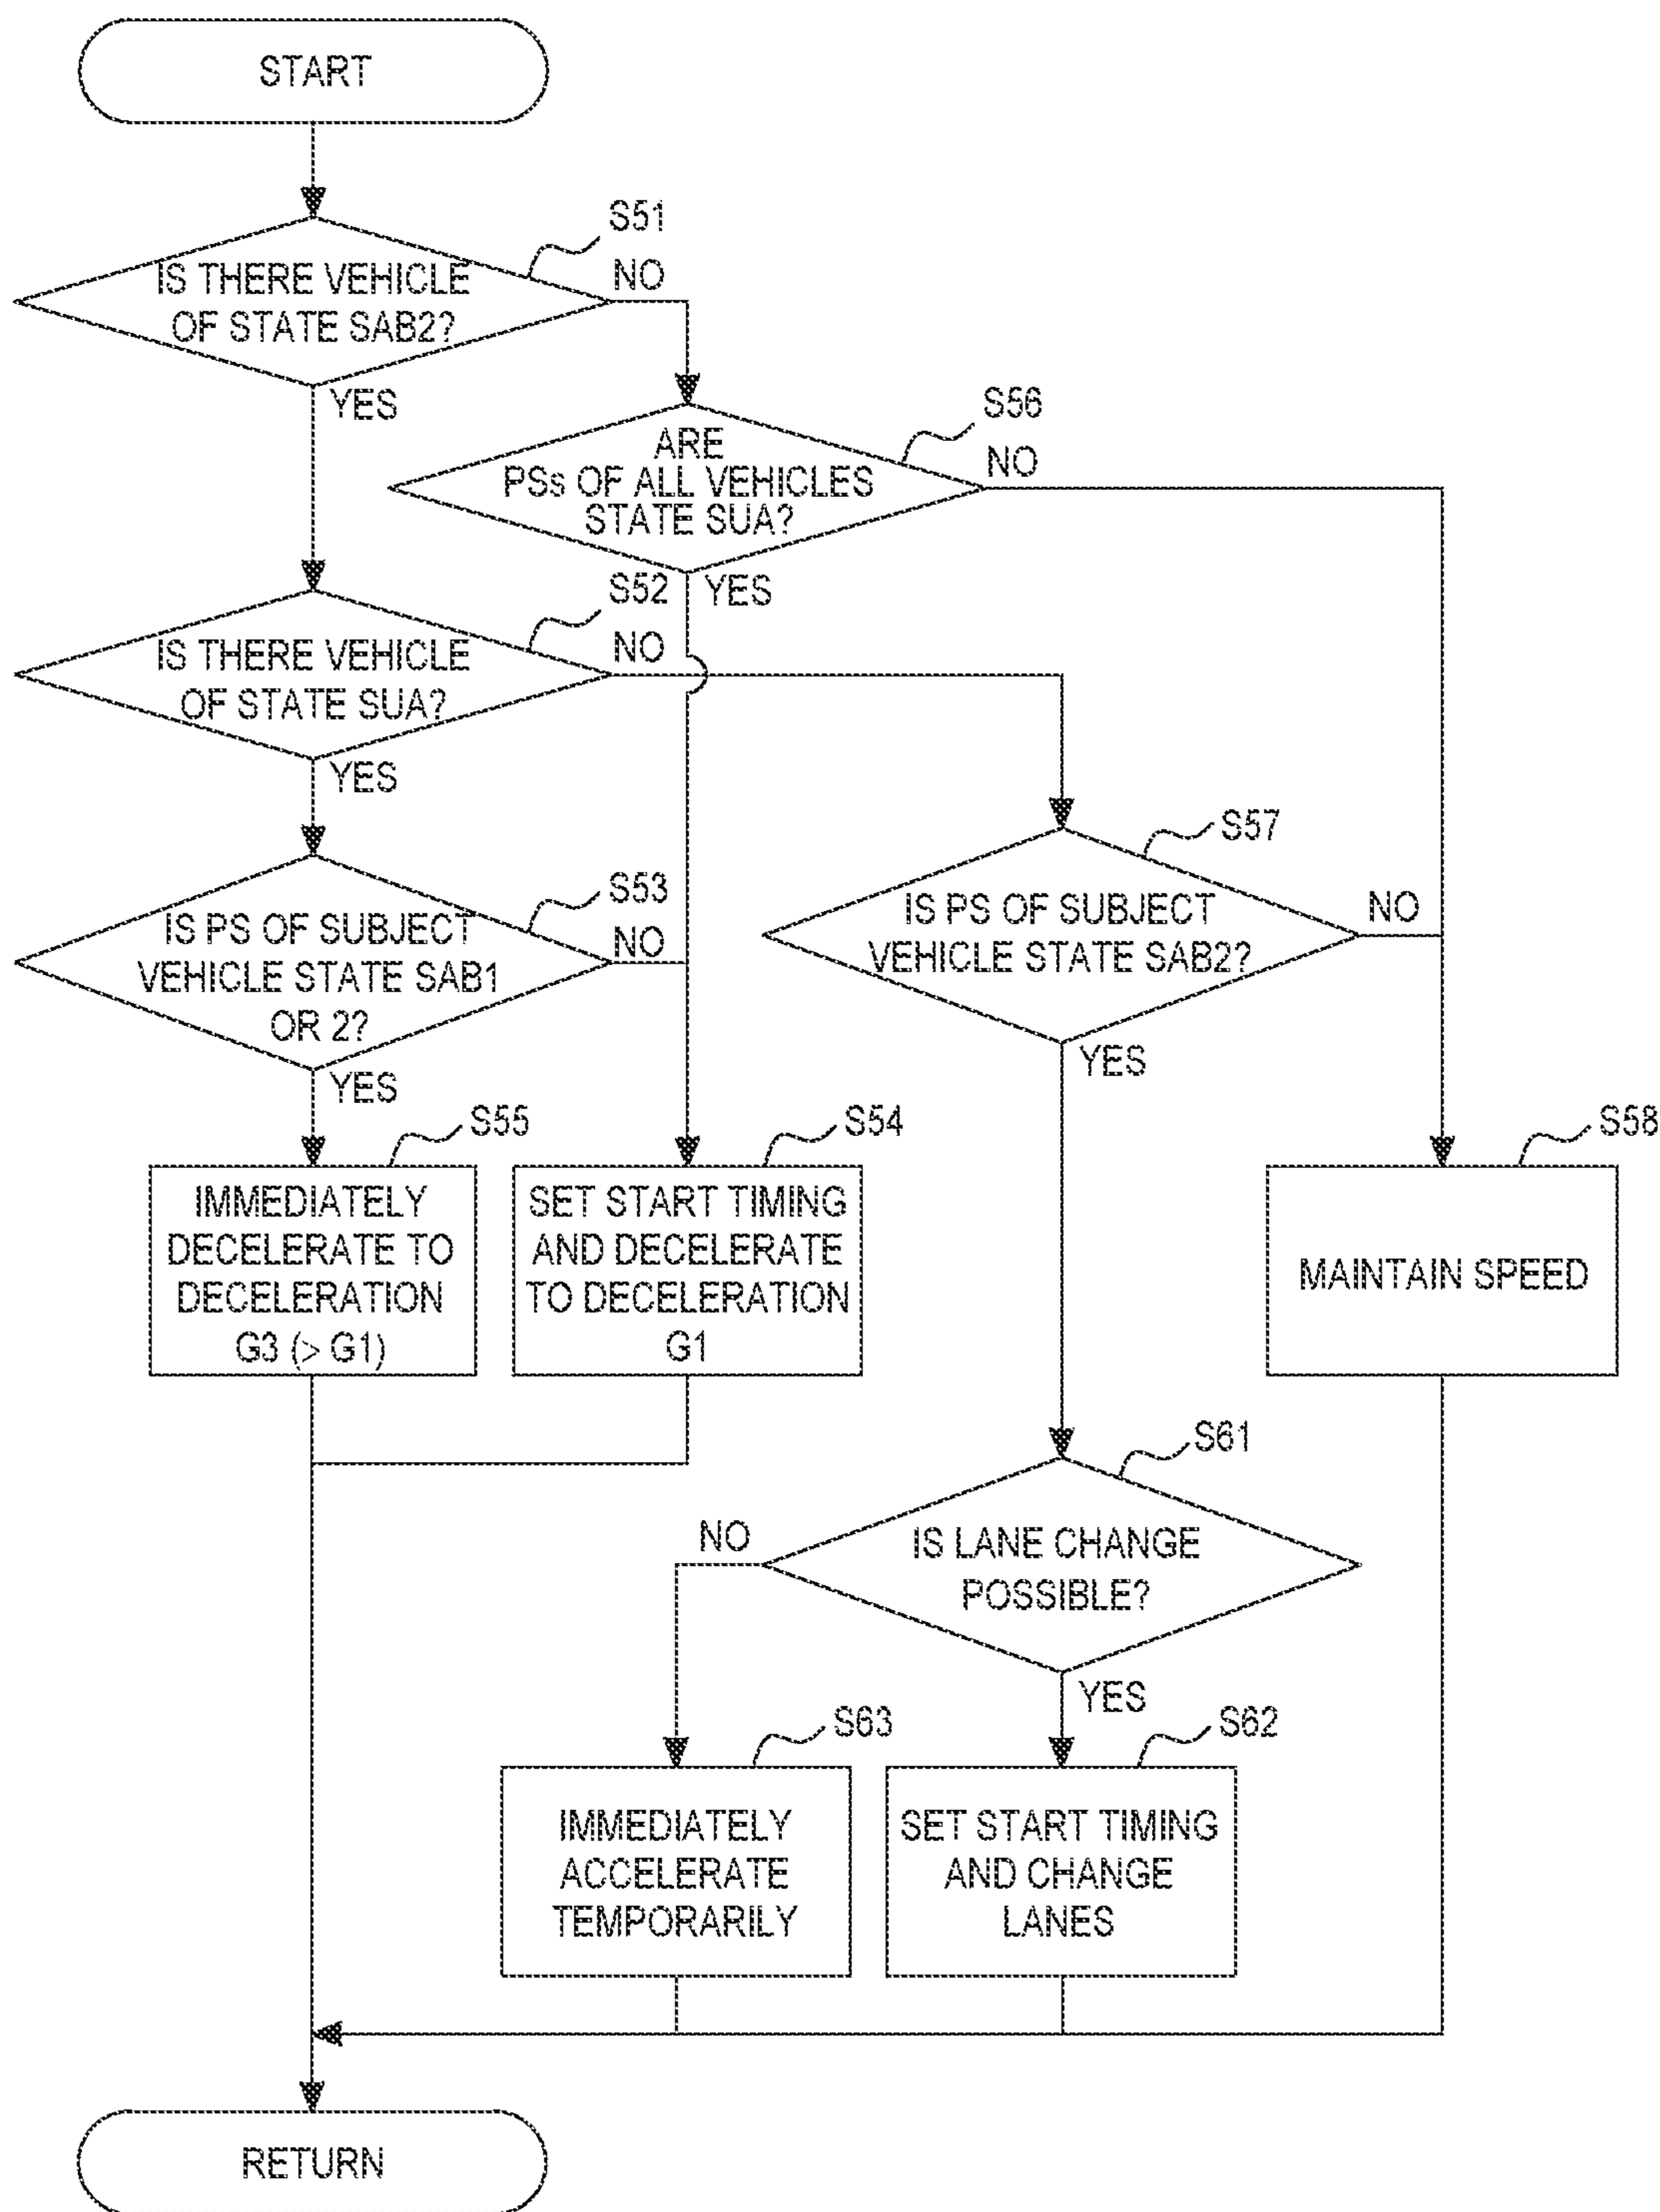 START
S51
IS THERE VEHICLE
OF STATE SAB2?
NO
YES
S56
ARE
PSs OF ALL VEHICLES
STATE SUA?
NO
YES
S52
IS THERE VEHICLE
OF STATE SUA?
NO
YES
S53
IS PS OF SUBJECT
VEHICLE STATE SAB1
OR 2?
NO
YES
S57
IS PS OF SUBJECT
VEHICLE STATE SAB2?
NO
YES
S55
IMMEDIATELY
DECELERATE TO
DECELERATION
G3 (> G1)
S54
SET START TIMING
AND DECELERATE
TO DECELERATION
G1
S58
MAINTAIN SPEED
S61
IS LANE CHANGE
POSSIBLE?
NO
YES
S63
IMMEDIATELY
ACCELERATE
TEMPORARILY
S62
SET START TIMING
AND CHANGE
LANES
RETURN